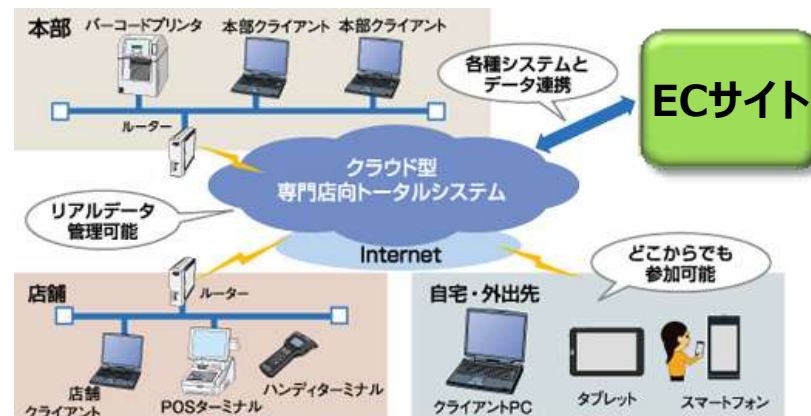 本部
バーコードプリンタ
本部クライアント
本部クライアント
各種システムと
データ連携
ECサイト
ルーター
クラウド型
専門店向トータルシステム
リアルデータ
管理可能
Internet
どこからでも
参加可能
店舗
ルーター
自宅・外出先
店舗
クライアント
POSターミナル
ハンディターミナル
クライアントPC
タブレット
スマートフォン